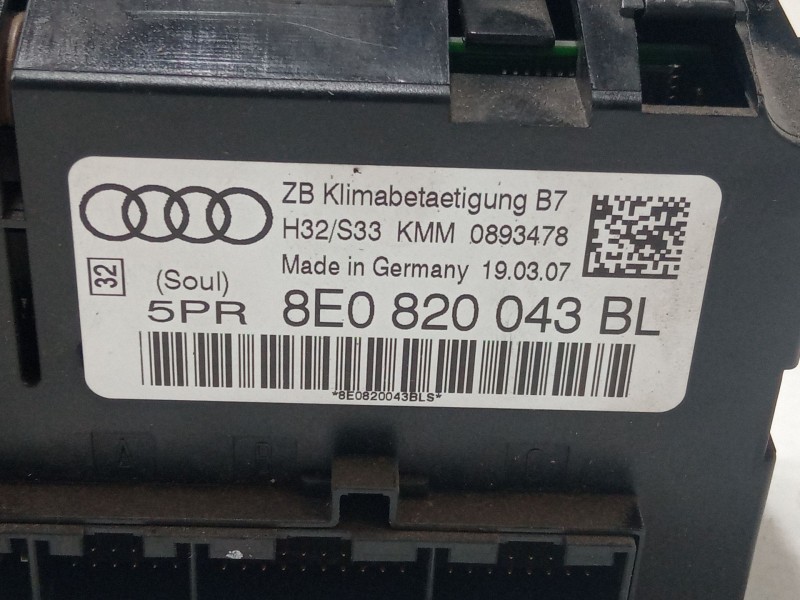 ZB Klimabetaetigung B7
H32/S33 KMM 0893478
Made in Germany 19.03.07
32
(Soul)
5PR 8E0 820 043 BL
*8E0820043BLS*
A
D
C